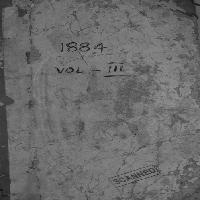 1884
VOL - III
SCANNED